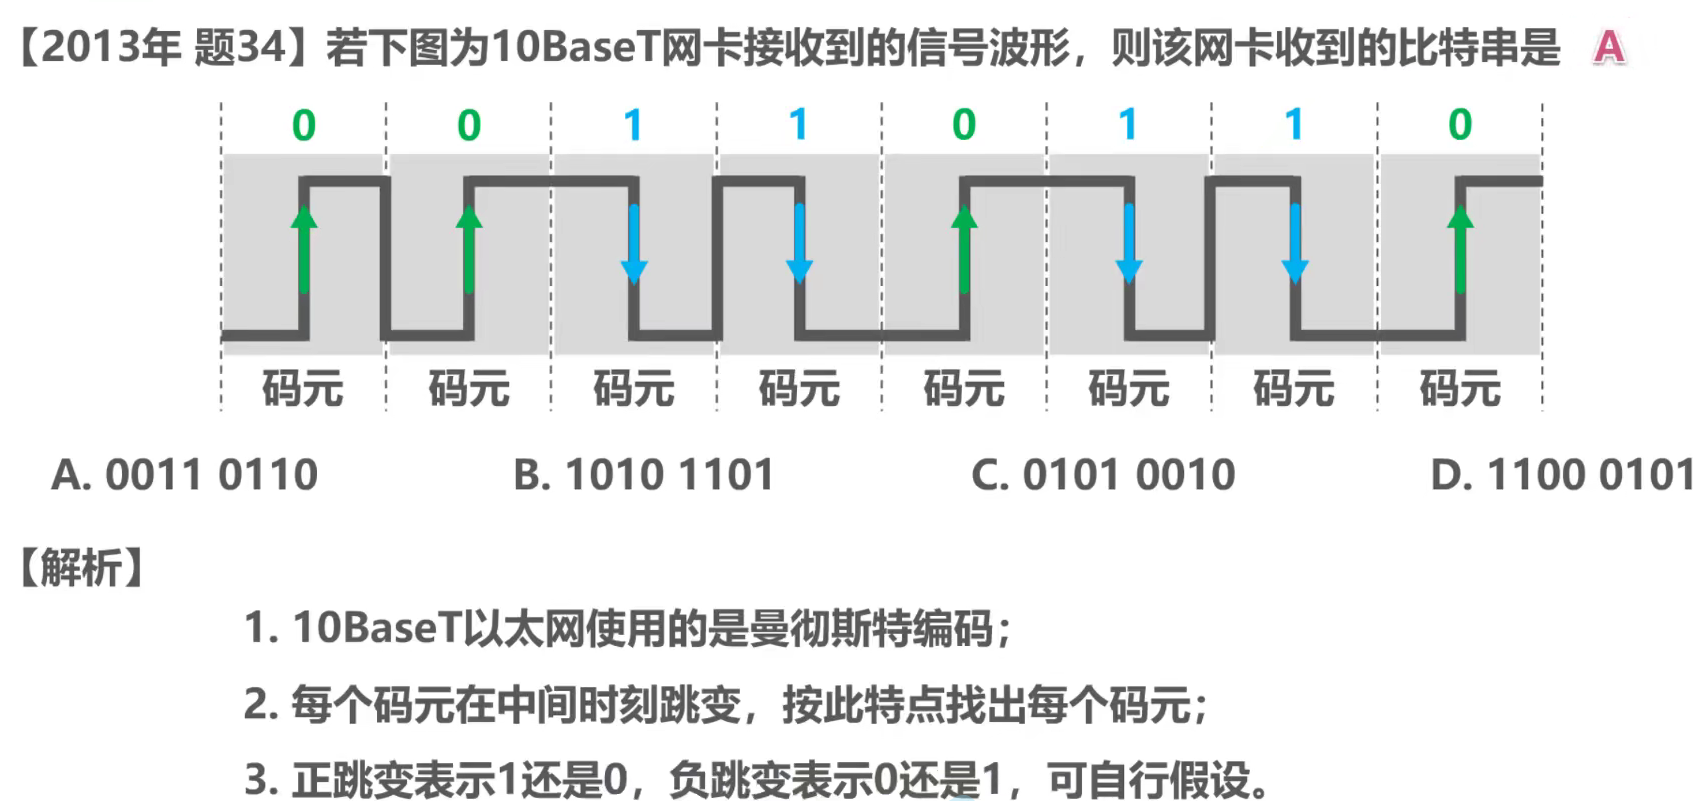 【2013年 题34】若下图为10BaseT网卡接收到的信号波形，则该网卡收到的比特串是 A
0 0 1 1 0 1 1 0
码元 码元 码元 码元 码元 码元 码元 码元
A. 0011 0110 B. 1010 1101 C. 0101 0010 D. 1100 0101
【解析】
1. 10BaseT以太网使用的是曼彻斯特编码；
2. 每个码元在中间时刻跳变，按此特点找出每个码元；
3. 正跳变表示1还是0，负跳变表示0还是1，可自行假设。